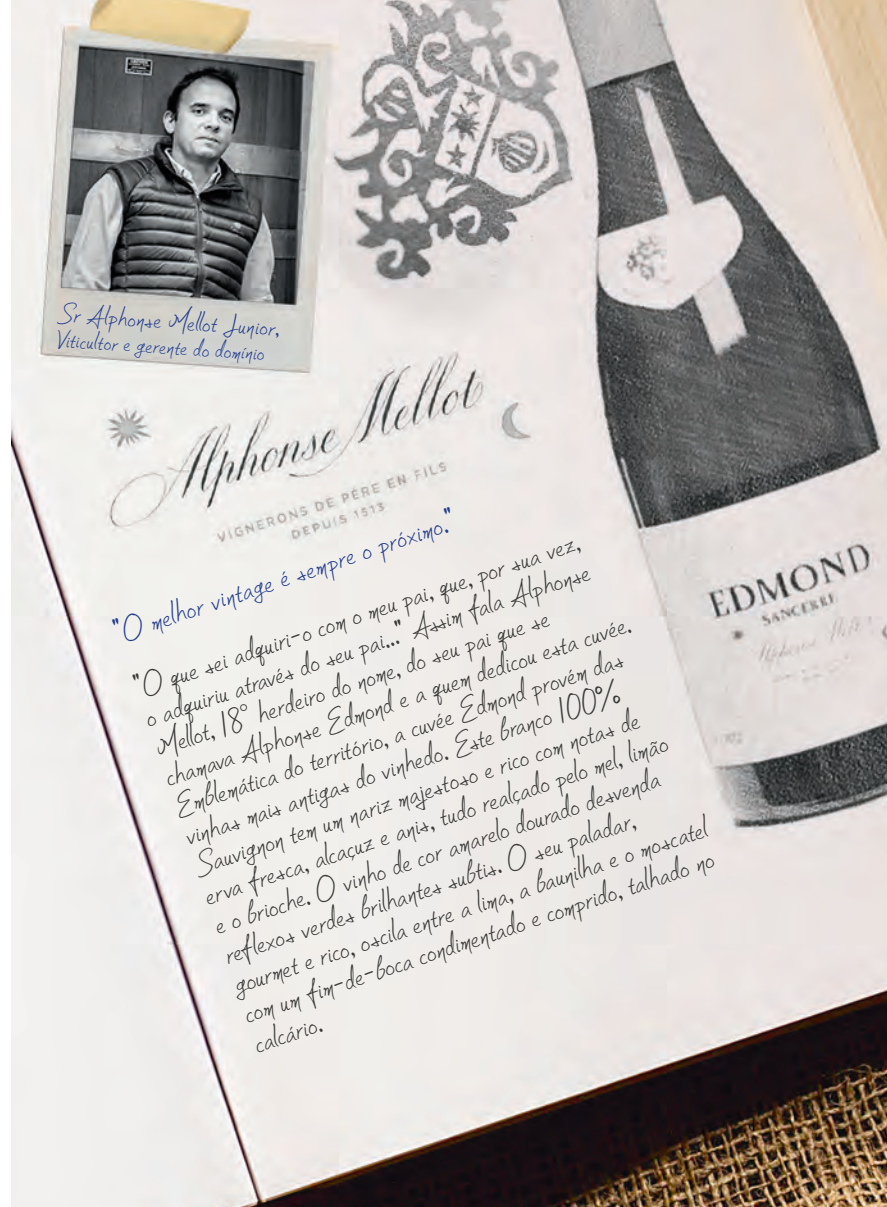 Sr Alphonse Mellot Junior,
Viticultor e gerente do domínio
Alphonse Mellot
VIGNERONS DE PÈRE EN FILS
DEPUIS 1513
"O melhor vintage é sempre o próximo."
"O que sei adquiri-o com o meu pai, que, por sua vez,
o adquiriu através do seu pai..." Assim fala Alphonse
Mellot, 18º herdeiro do nome, do seu pai que se
chamava Alphonse Edmond e a quem dedicou esta cuvée.
Emblemática do território, a cuvée Edmond provém das
vinhas mais antigas do vinhedo. Este branco 100%
Sauvignon tem um nariz majestoso e rico com notas de
erva fresca, alcaçuz e anis, tudo realçado pelo mel, limão
e o brioche. O vinho de cor amarelo dourado desvenda
reflexos verdes brilhantes subtis. O seu paladar,
gourmet e rico, oscila entre a lima, a baunilha e o moscatel
com um fim-de-boca condimentado e comprido, talhado no
calcário.
EDMOND
SANCERRE